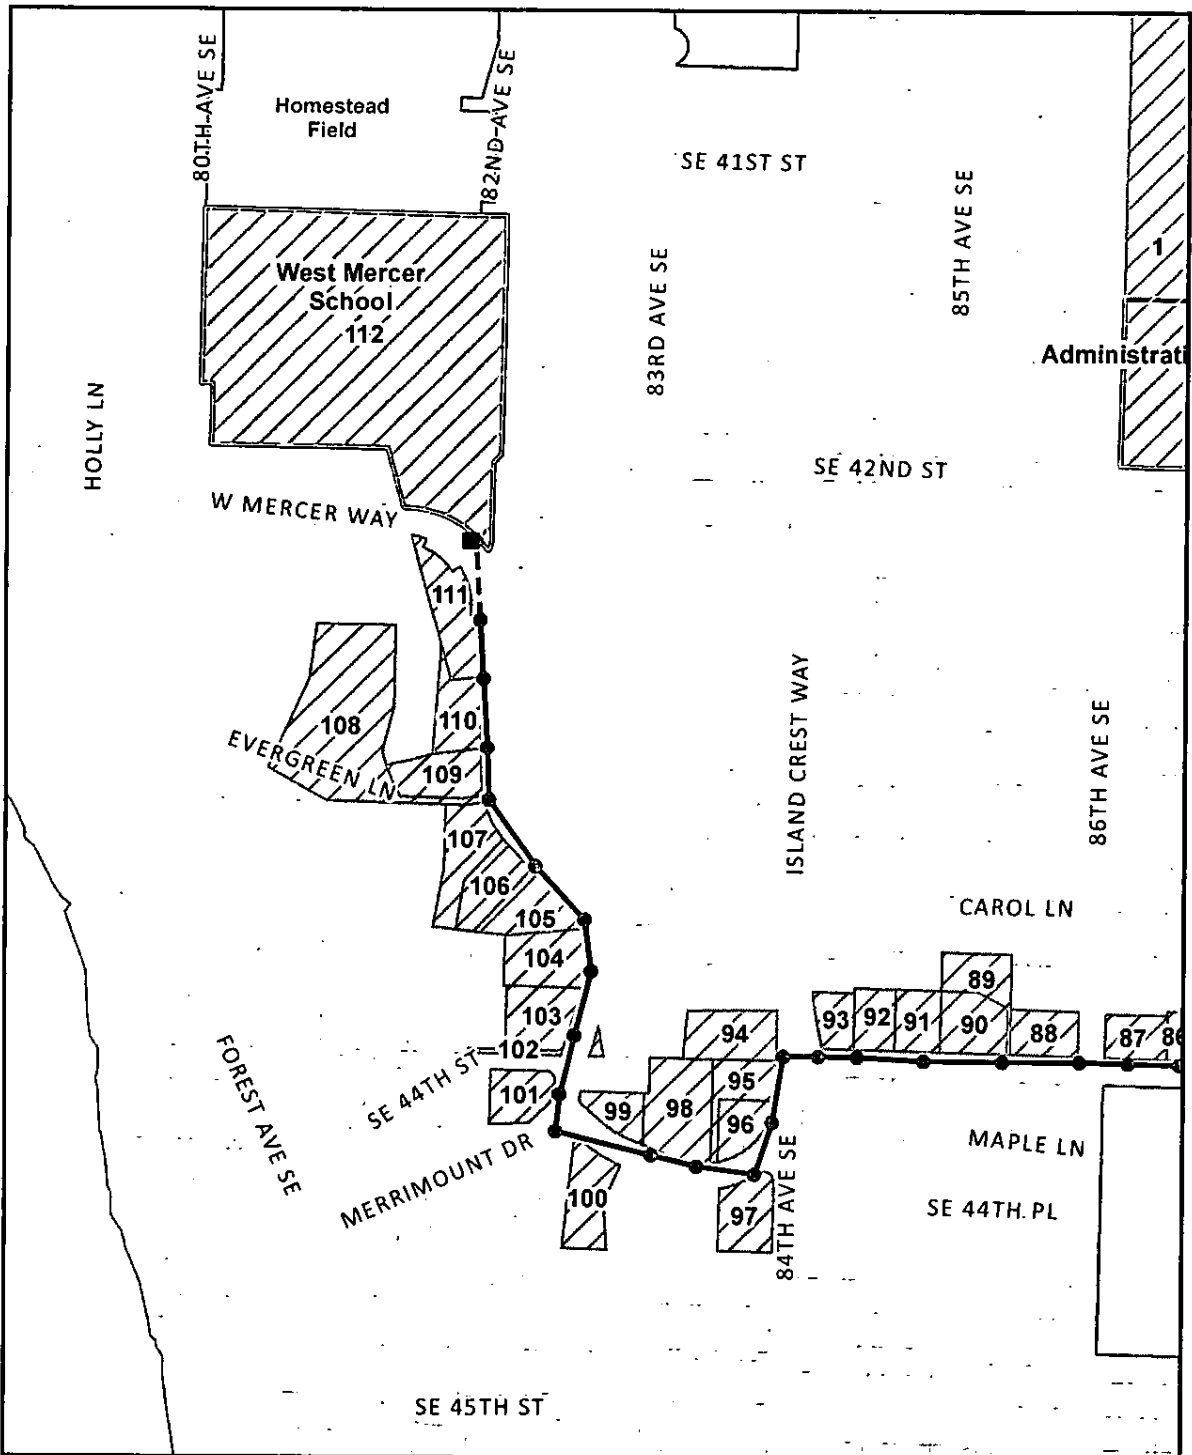 80TH AVE SE
Homestead
Field
82ND AVE SE
SE 41ST ST
85TH AVE SE
1
West Mercer
School
112
83RD AVE SE
Administrati
HOLLY LN
SE 42ND ST
W MERCER WAY
111
108
110
EVERGREEN LN
109
ISLAND CREST WAY
86TH AVE SE
107
106
105
CAROL LN
104
89
103
94
93
92
91
90
88
87
86
102
SE 44TH ST
95
101
99
98
96
FOREST AVE SE
MERRIMOUNT DR
MAPLE LN
100
97
84TH AVE SE
SE 44TH PL
SE 45TH ST